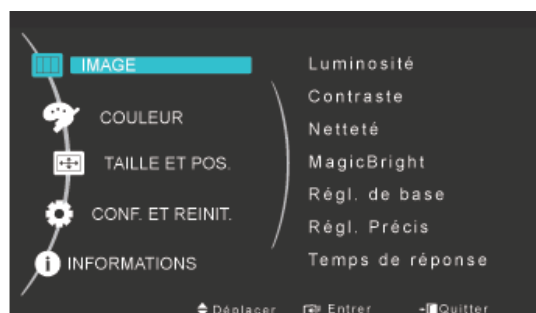 IMAGE
COULEUR
TAILLE ET POS.
CONF. ET REINIT.
INFORMATIONS
Luminosité
Contraste
Netteté
MagicBright
Régl. de base
Régl. Précis
Temps de réponse
Déplacer Entrer Quitter